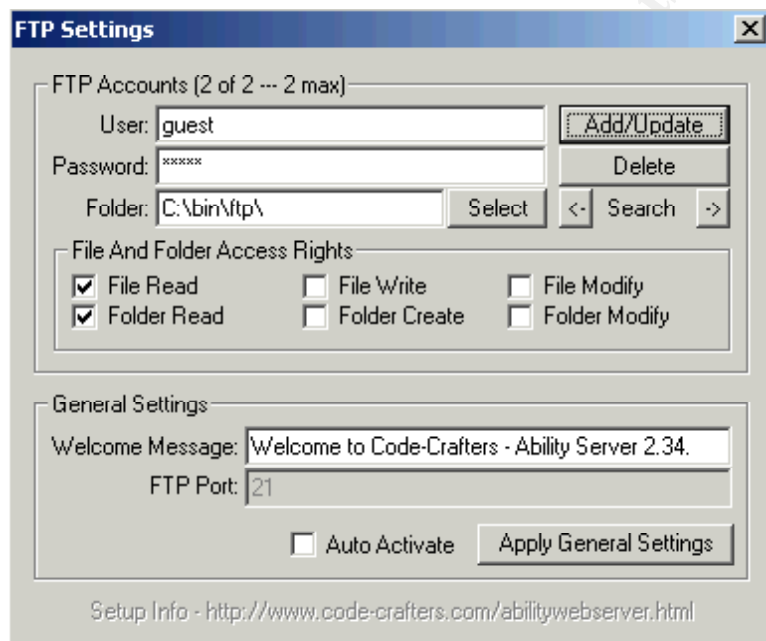 FTP Settings
FTP Accounts (2 of 2 --- 2 max)
User: guest Add/Update
Password: ***** Delete
Folder: C:\bin\ftp\ Select <- Search ->
File And Folder Access Rights
File Read File Write File Modify
Folder Read Folder Create Folder Modify
General Settings
Welcome Message: Welcome to Code-Crafters - Ability Server 2.34.
FTP Port: 21
Auto Activate Apply General Settings
Setup Info - http://www.code-crafters.com/abilitywebserver.html